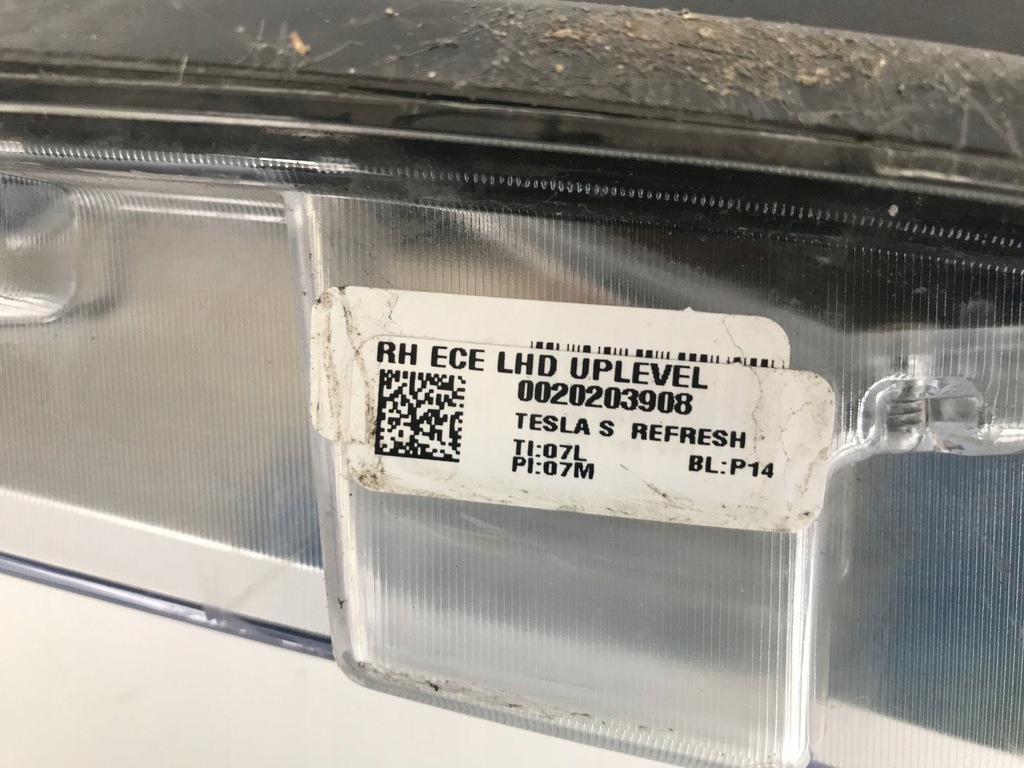 RH ECE LHD UPLEVEL
0020203908
TESLA S REFRESH
TI:07L
PI:07M BL:P14